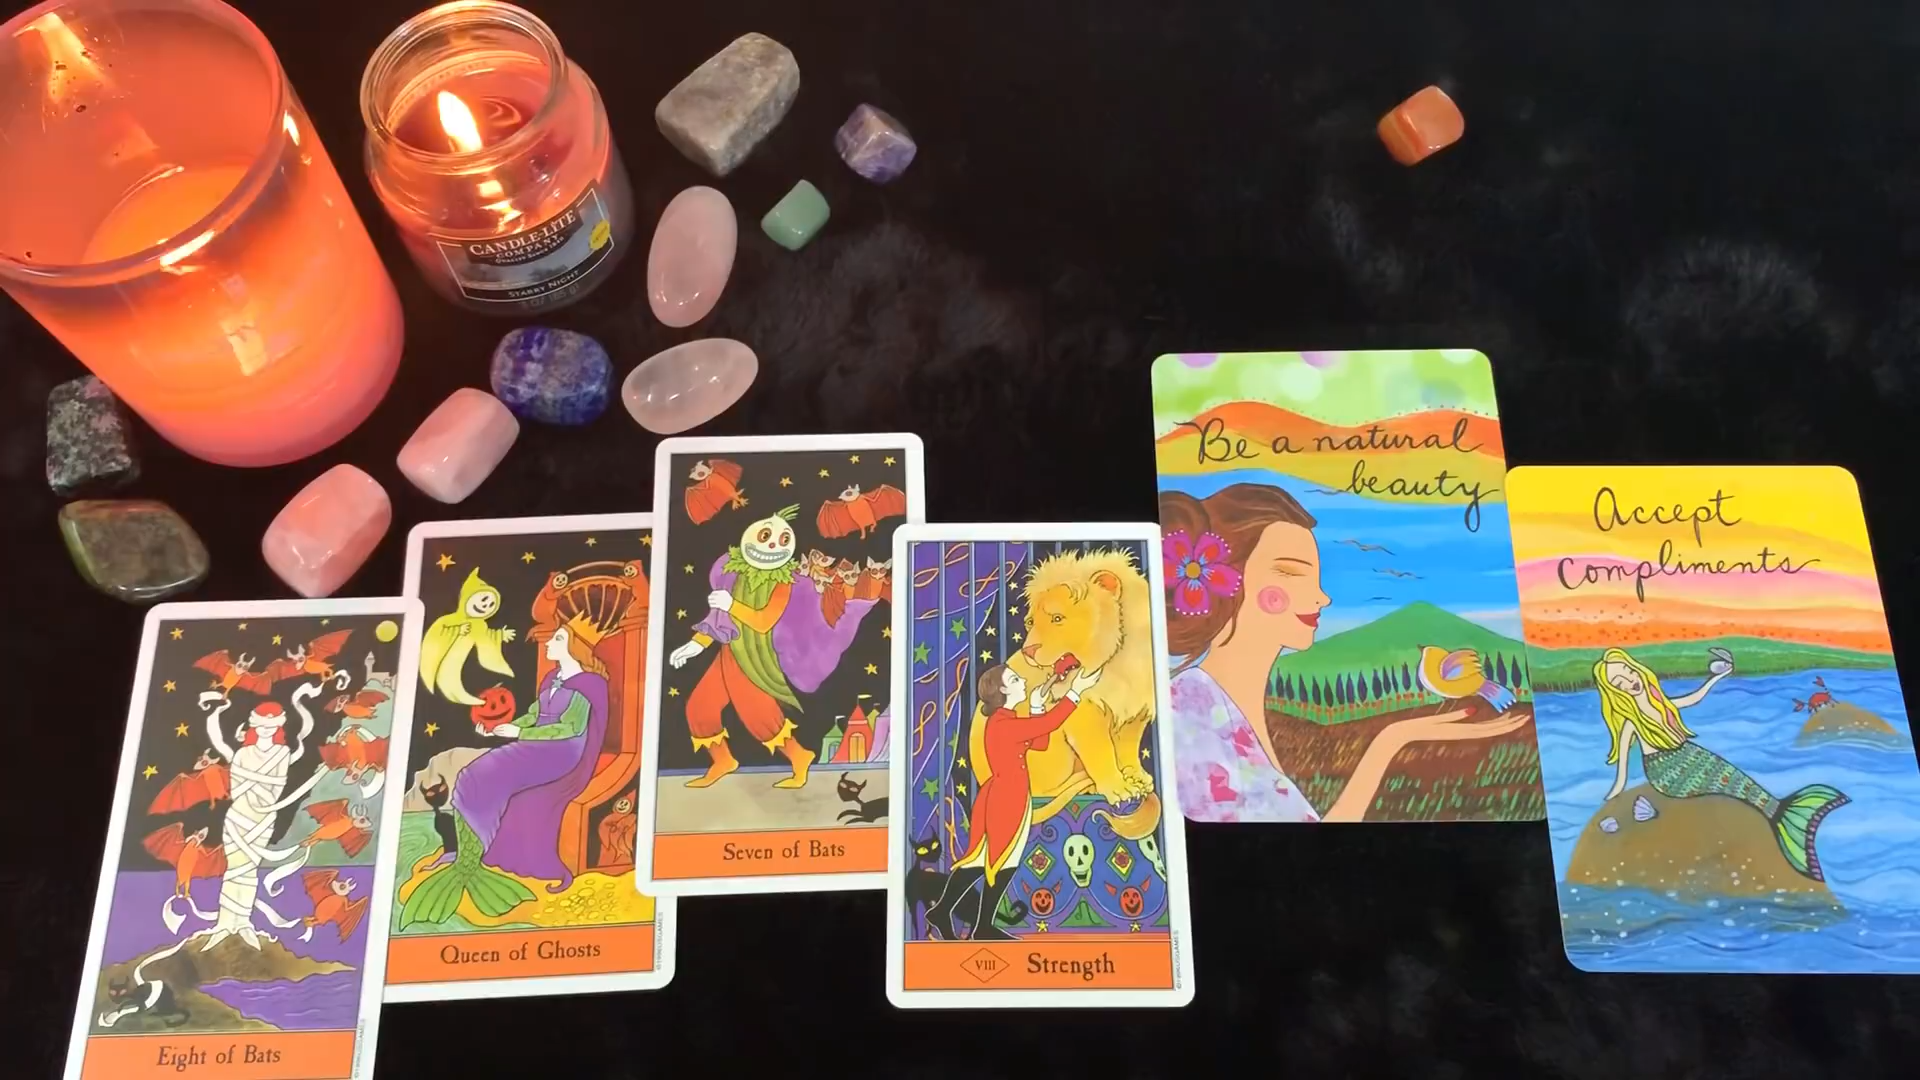 CANDLE-LITE
COMPANY
STARRY NIGHT
Be a natural
beauty
Accept
compliments
Seven of Bats
Queen of Ghosts
VIII
Strength
Eight of Bats